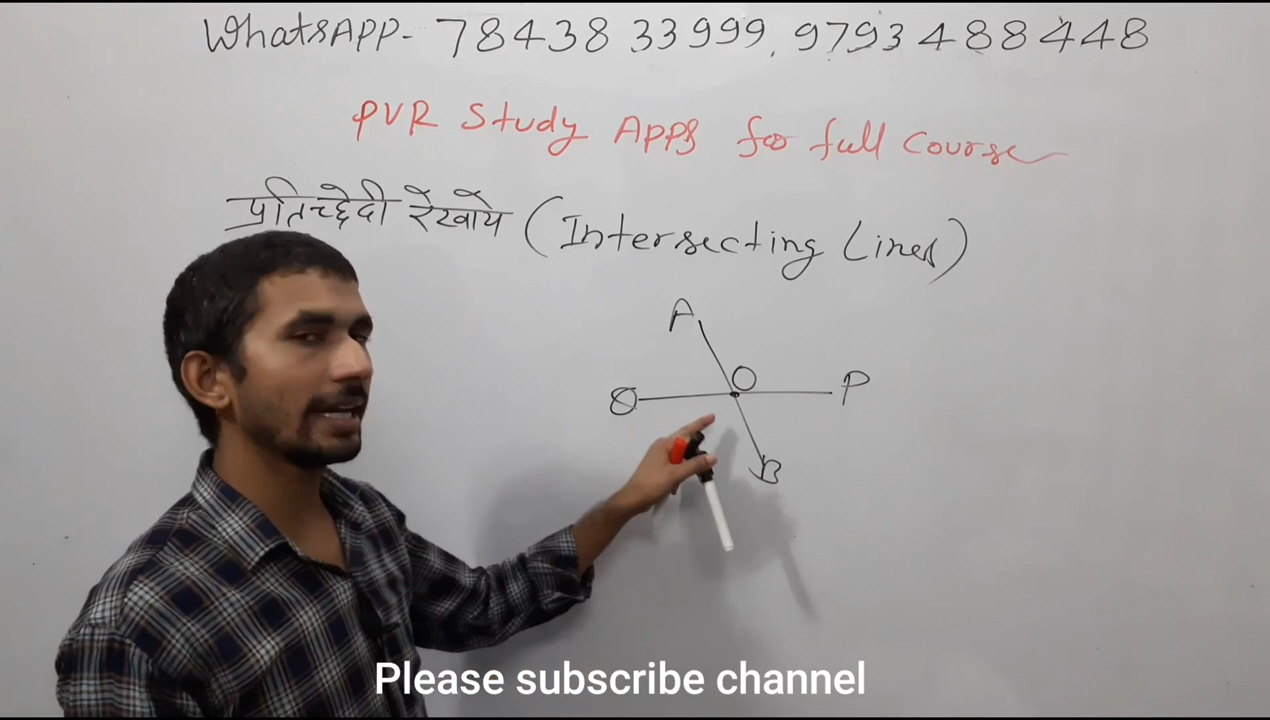 WhatsAPP- 78438 33999, 9793488448
PVR Study APPS for full Course
प्रतिच्छेदी रेखायें (Intersecting Lines)
A
O
Q P
B
Please subscribe channel